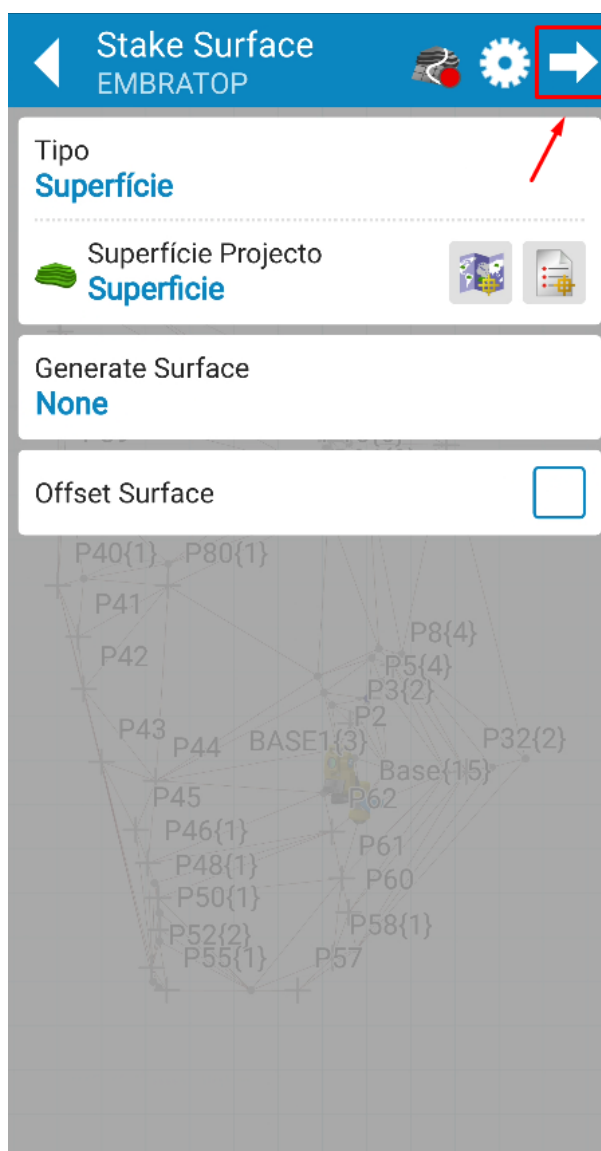 Stake Surface
EMBRATOP
Tipo
Superfície
Superfície Projecto
Superficie
Generate Surface
None
Offset Surface
P40{1}
P80{1}
P41
P8{4}
P42
P5{4}
P3{2}
P2
P43
P44
BASE1{3}
P32{2}
Base{15}
P45
P62
P46{1}
P61
P48{1}
P60
P50{1}
P58{1}
P52{2}
P55{1}
P57